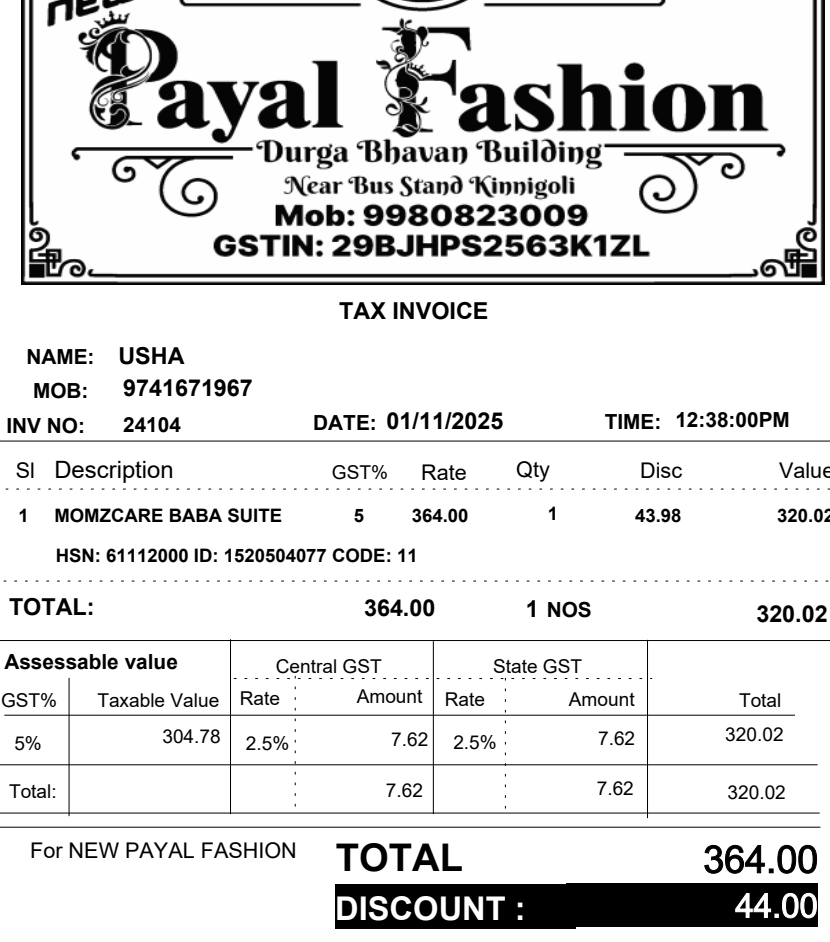 new
Payal Fashion
Durga Bhavan Building
Near Bus Stand Kinnigoli
Mob: 9980823009
GSTIN: 29BJHPS2563K1ZL
TAX INVOICE
NAME: USHA
MOB: 9741671967
INV NO: 24104 DATE: 01/11/2025 TIME: 12:38:00PM
Sl Description GST% Rate Qty Disc Value
1 MOMZCARE BABA SUITE 5 364.00 1 43.98 320.02
HSN: 61112000 ID: 1520504077 CODE: 11
TOTAL: 364.00 1 NOS 320.02
Assessable value Central GST State GST
GST% Taxable Value Rate Amount Rate Amount Total
5% 304.78 2.5% 7.62 2.5% 7.62 320.02
Total: 7.62 7.62 320.02
For NEW PAYAL FASHION TOTAL 364.00
DISCOUNT : 44.00